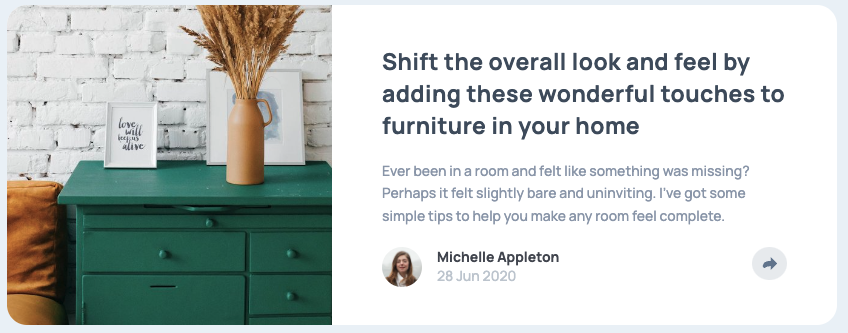 love
will
keep us
alive
Shift the overall look and feel by
adding these wonderful touches to
furniture in your home
Ever been in a room and felt like something was missing?
Perhaps it felt slightly bare and uninviting. I've got some
simple tips to help you make any room feel complete.
Michelle Appleton
28 Jun 2020